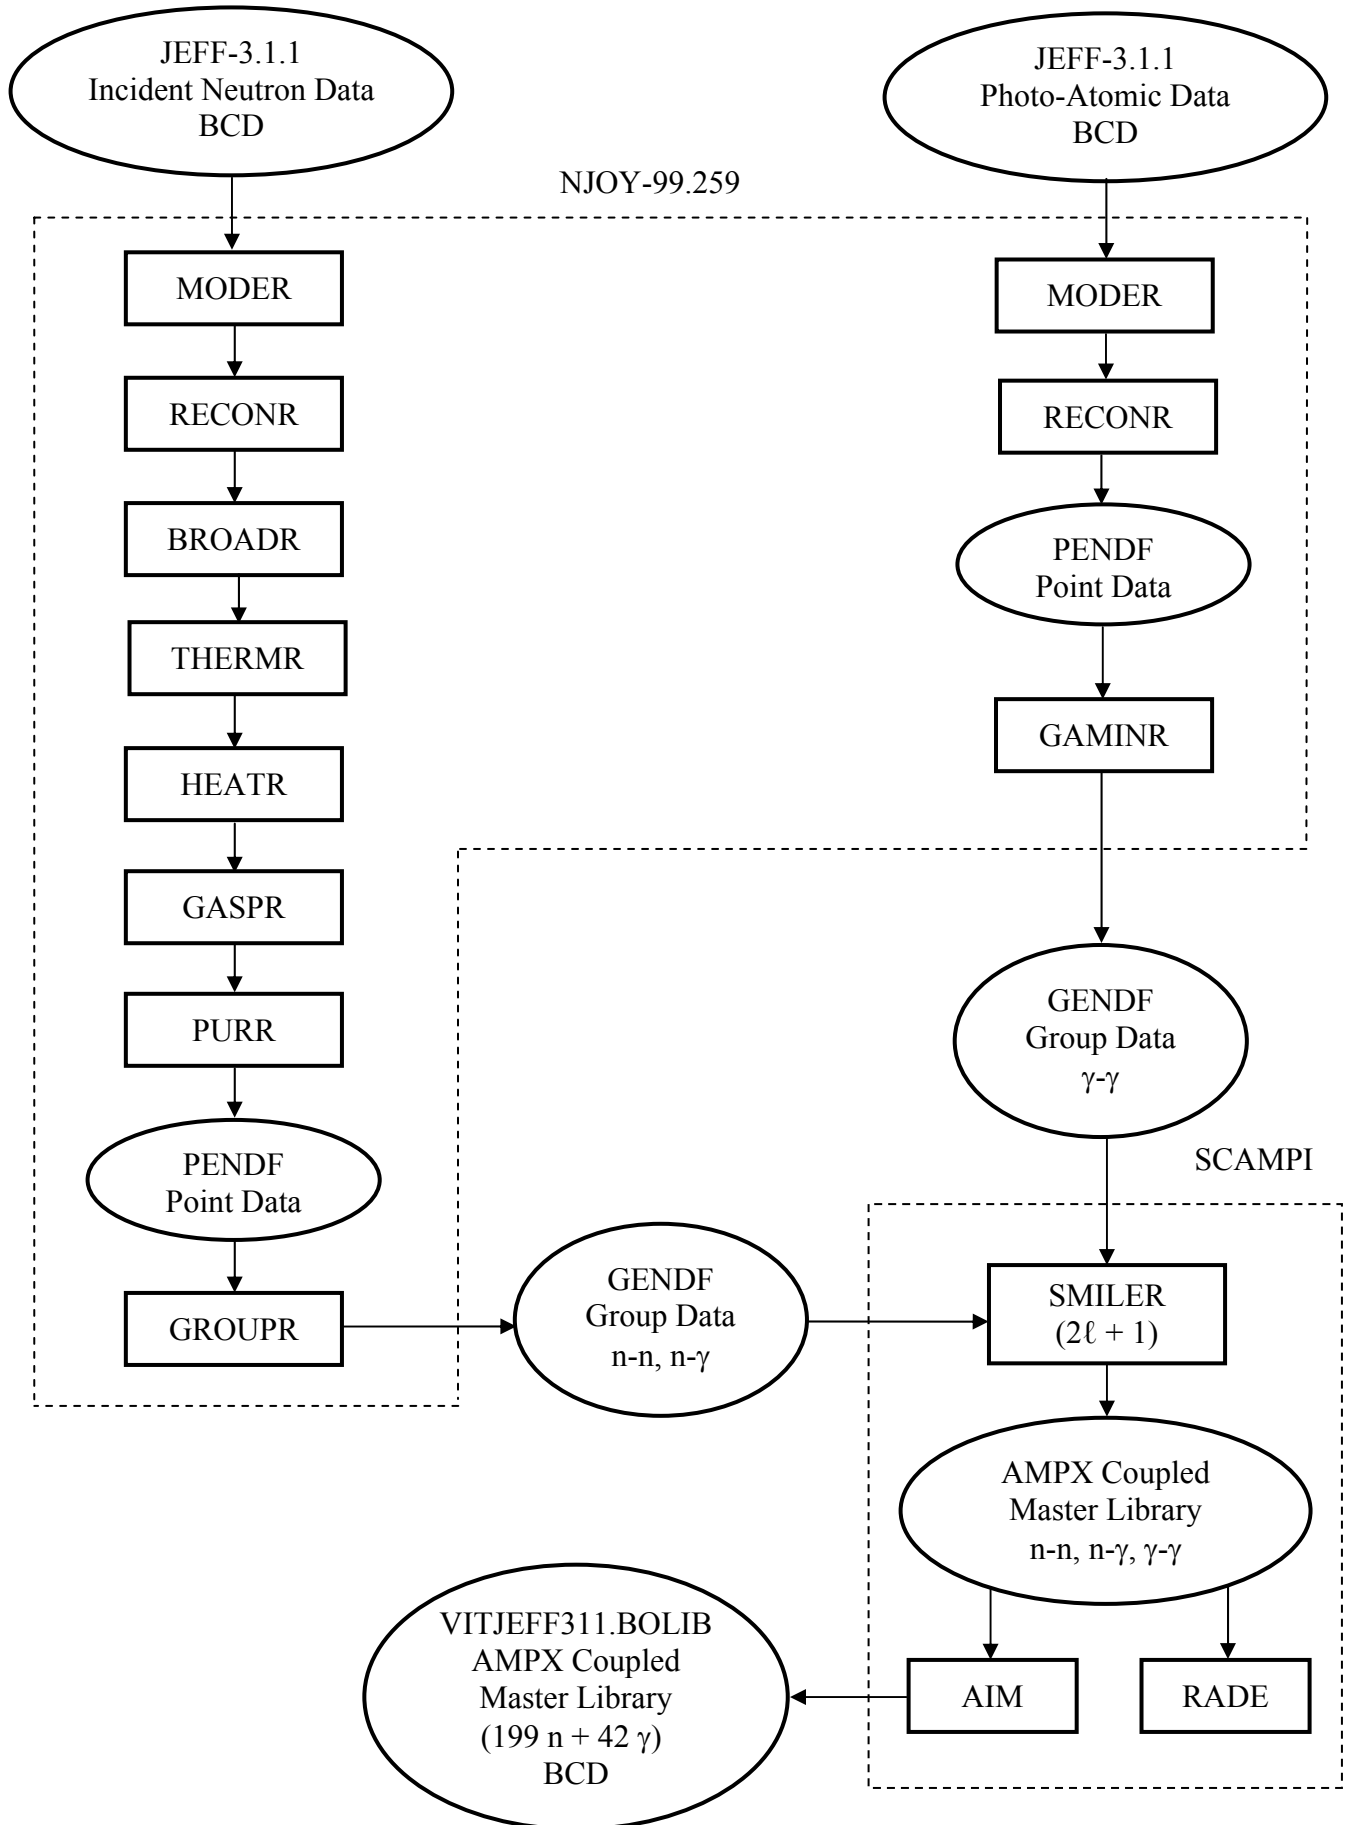 JEFF-3.1.1
Incident Neutron Data
BCD
JEFF-3.1.1
Photo-Atomic Data
BCD
NJOY-99.259
MODER
RECONR
BROADR
THERMR
HEATR
GASPR
PURR
PENDF
Point Data
GROUPR
MODER
RECONR
PENDF
Point Data
GAMINR
GENDF
Group Data
γ-γ
SCAMPI
GENDF
Group Data
n-n, n-γ
SMILER
(2ℓ + 1)
AMPX Coupled
Master Library
n-n, n-γ, γ-γ
AIM
RADE
VITJEFF311.BOLIB
AMPX Coupled
Master Library
(199 n + 42 γ)
BCD